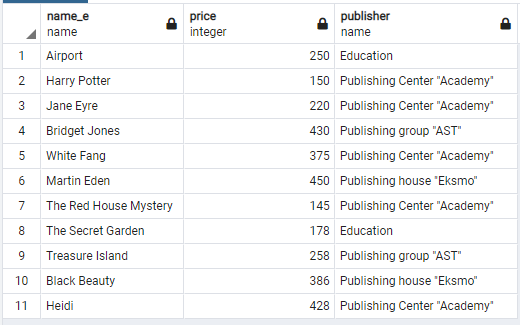 name_e price publisher
name integer name
1 Airport 250 Education
2 Harry Potter 150 Publishing Center "Academy"
3 Jane Eyre 220 Publishing Center "Academy"
4 Bridget Jones 430 Publishing group "AST"
5 White Fang 375 Publishing Center "Academy"
6 Martin Eden 450 Publishing house "Eksmo"
7 The Red House Mystery 145 Publishing Center "Academy"
8 The Secret Garden 178 Education
9 Treasure Island 258 Publishing group "AST"
10 Black Beauty 386 Publishing house "Eksmo"
11 Heidi 428 Publishing Center "Academy"